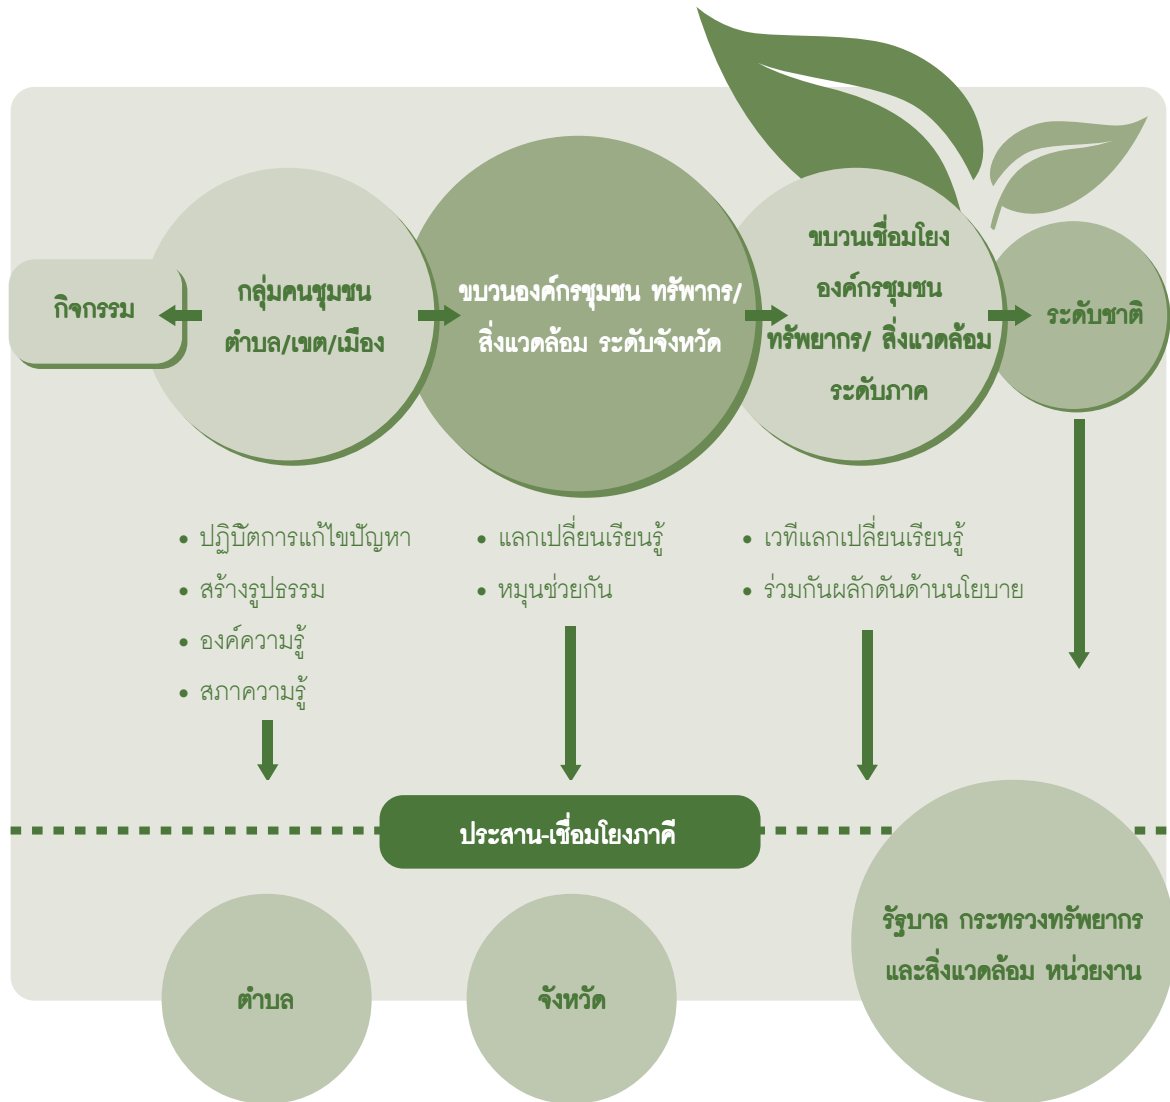 กิจกรรม
กลุ่มคนชุมชน
ตำบล/เขต/เมือง
ขบวนองค์กรชุมชน ทรัพากร/
สิ่งแวดล้อม ระดับจังหวัด
ขบวนเชื่อมโยง
องค์กรชุมชน
ทรัพยากร/ สิ่งแวดล้อม
ระดับภาค
ระดับชาติ
• ปฏิบัตการแก้ไขปัญหา
• สร้างรูปธรรม
• องค์ความรู้
• สภาความรู้
• แลกเปลี่ยนเรียนรู้
• หมุนช่วยกัน
• เวทีแลกเปลี่ยนเรียนรู้
• ร่วมกันผลักดันด้านนโยบาย
ประสาน-เชื่อมโยงภาคี
ตำบล
จังหวัด
รัฐบาล กระทรวงทรัพยากร
และสิ่งแวดล้อม หน่วยงาน